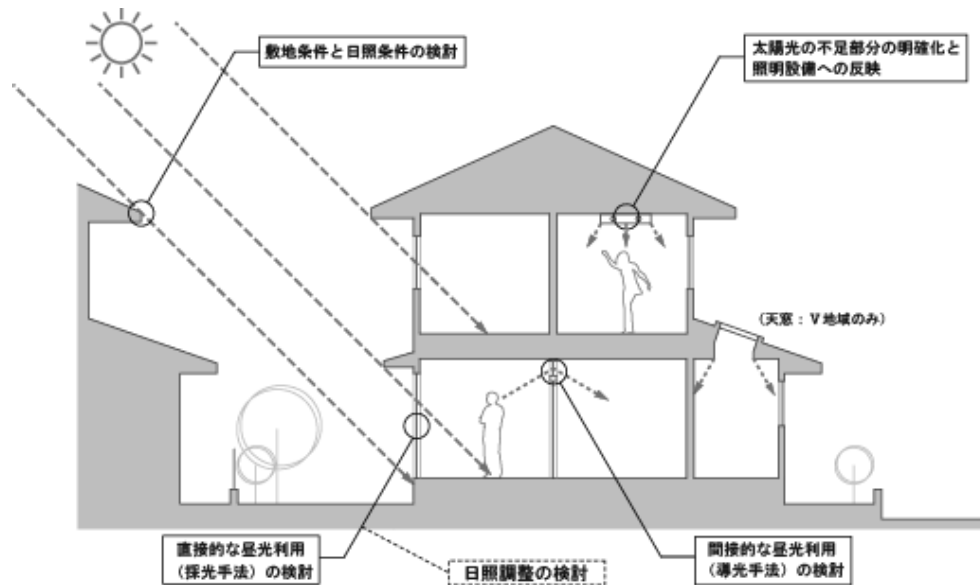 敷地条件と日照条件の検討
太陽光の不足部分の明確化と
照明設備への反映
(天窓：Ⅴ地域のみ)
直接的な昼光利用
(採光手法) の検討
日照調整の検討
間接的な昼光利用
(導光手法) の検討